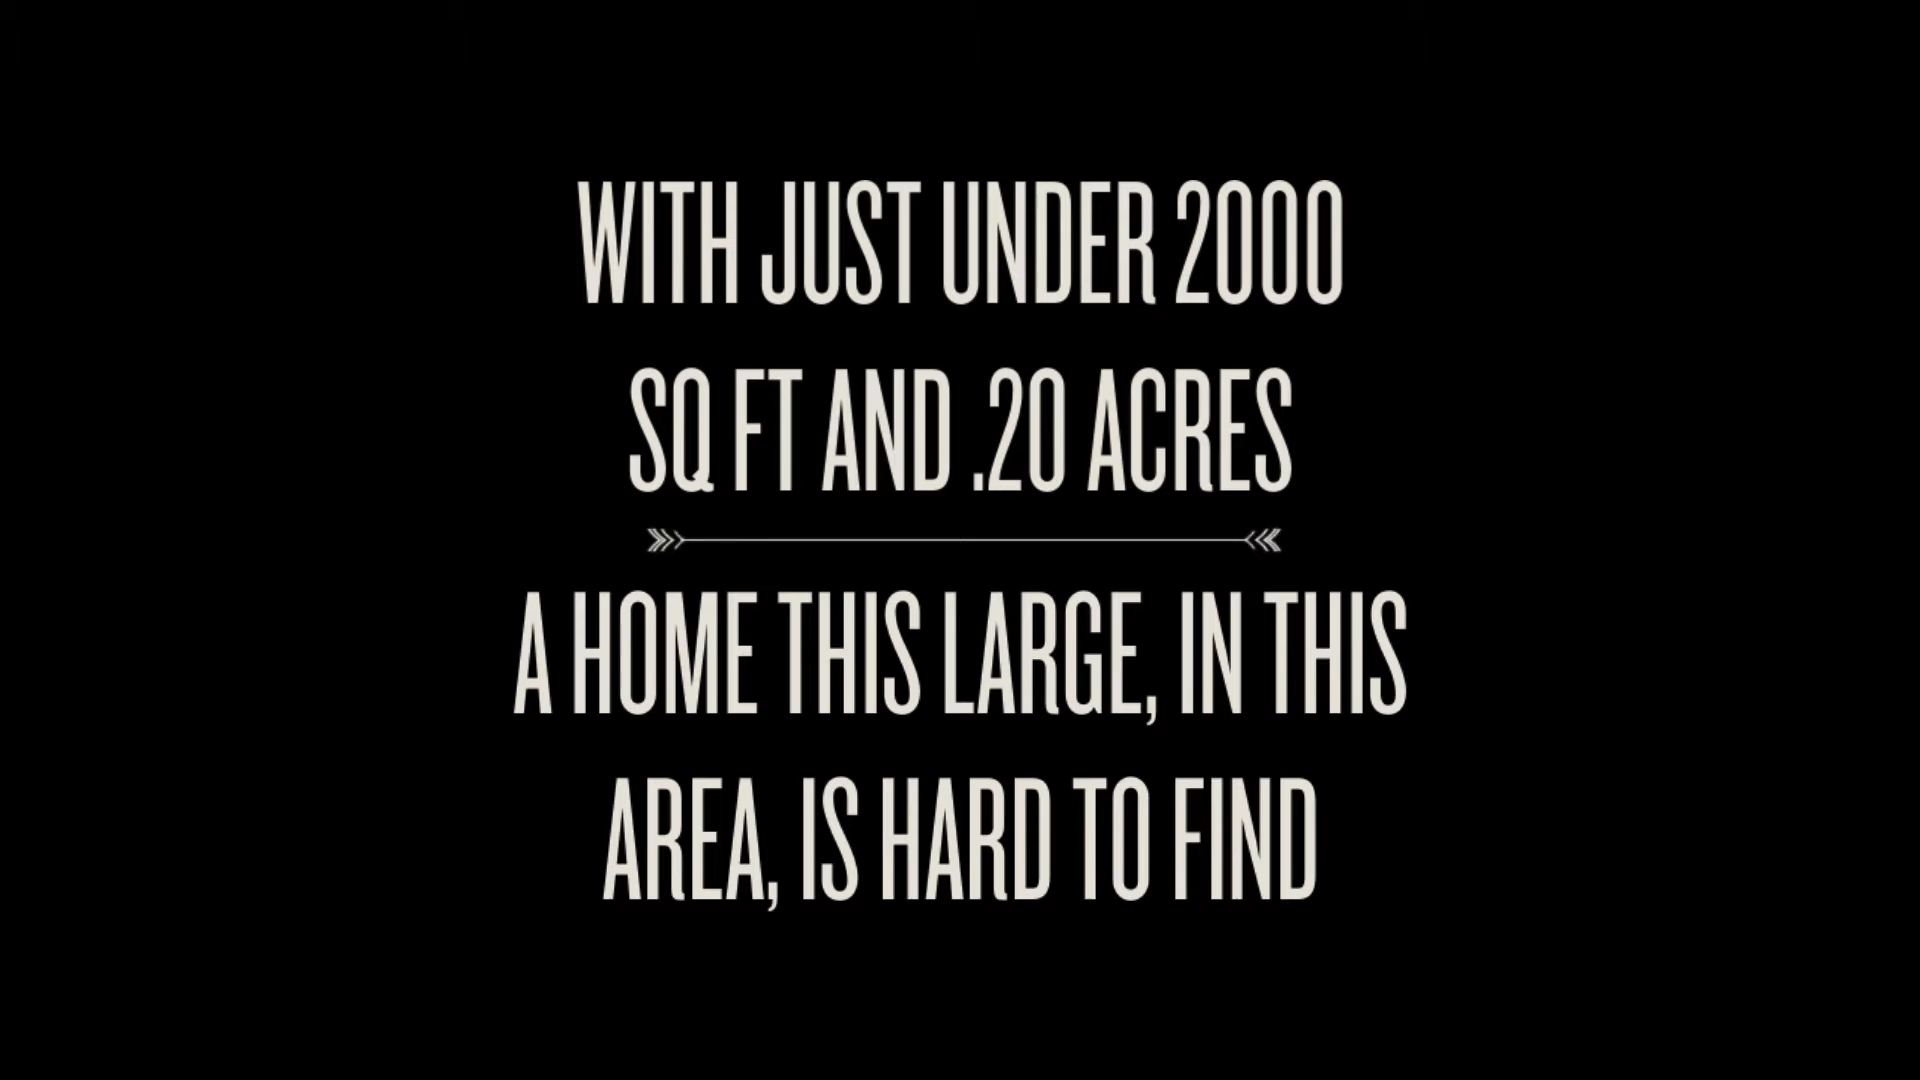 WITH JUST UNDER 2000
SQ FT AND .20 ACRES
A HOME THIS LARGE, IN THIS
AREA, IS HARD TO FIND